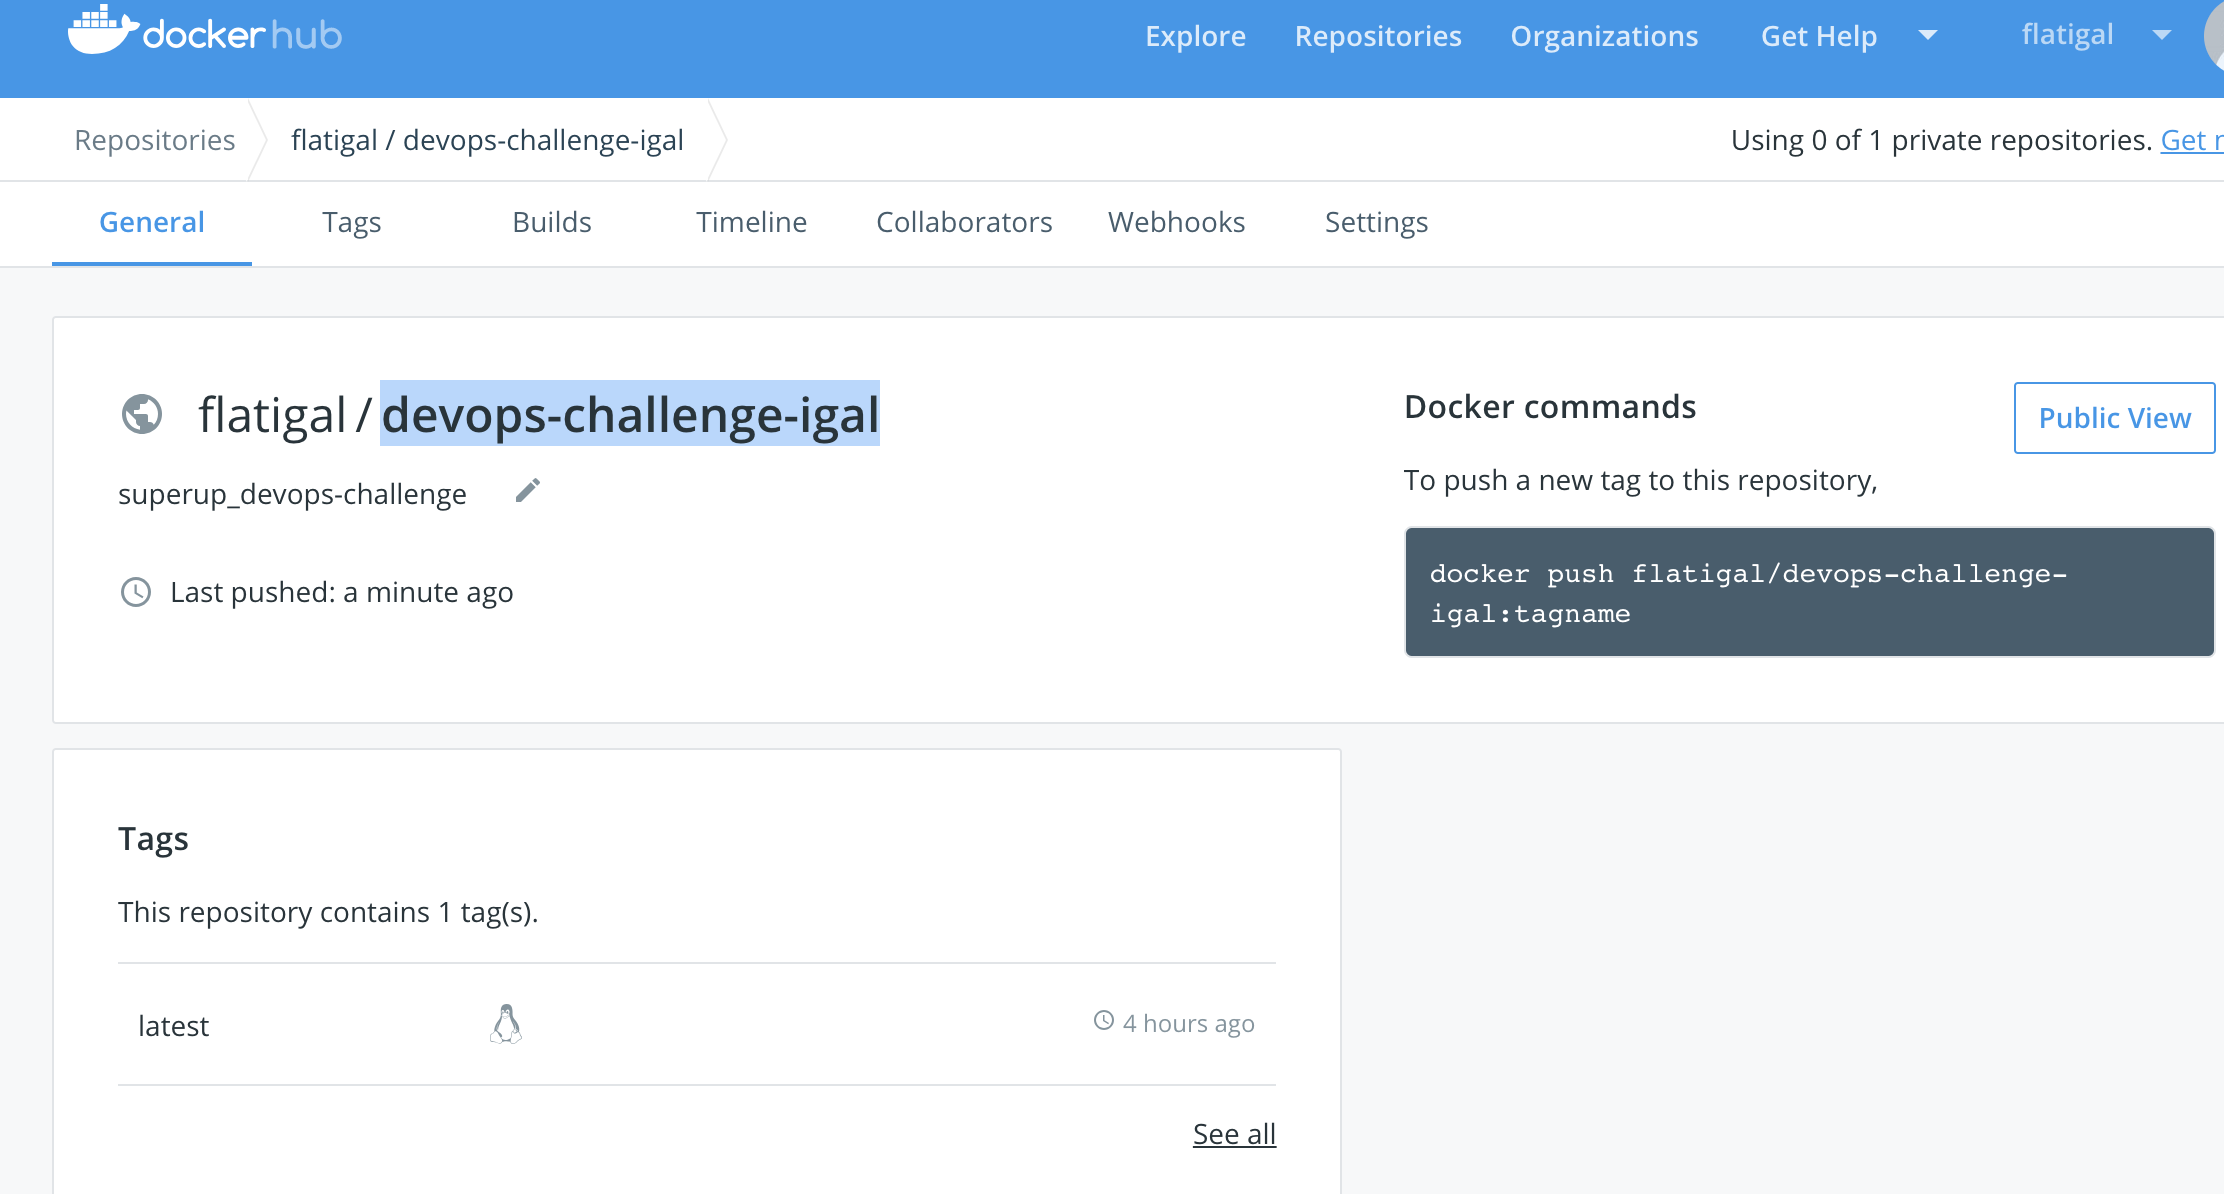 docker hub
Explore Repositories Organizations Get Help flatigal
Repositories flatigal / devops-challenge-igal Using 0 of 1 private repositories. Get
General Tags Builds Timeline Collaborators Webhooks Settings
flatigal / devops-challenge-igal
superup_devops-challenge
Last pushed: a minute ago
Docker commands
Public View
To push a new tag to this repository,
docker push flatigal/devops-challenge-
igal:tagname
Tags
This repository contains 1 tag(s).
latest 4 hours ago
See all